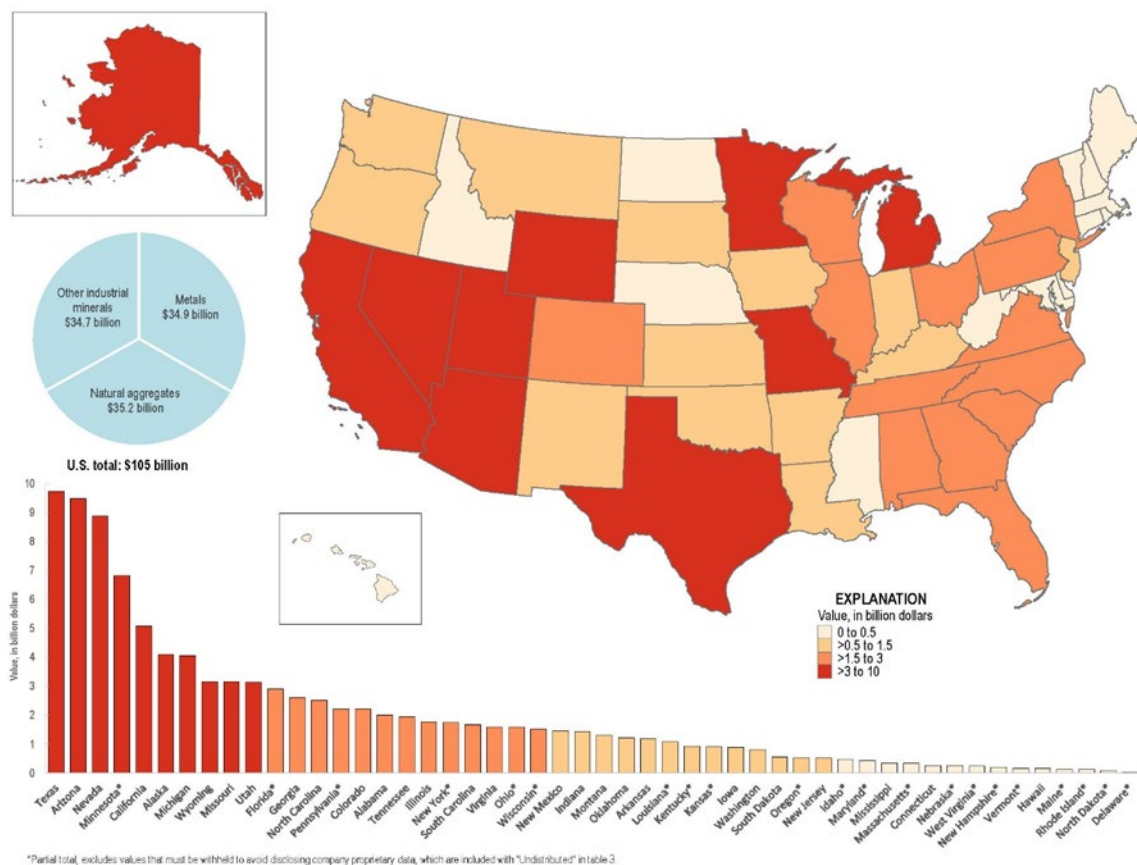 Other industrial
minerals
$34.7 billion
Metals
$34.9 billion
Natural aggregates
$35.2 billion
U.S. total: $105 billion
EXPLANATION
Value, in billion dollars
0 to 0.5
>0.5 to 1.5
>1.5 to 3
>3 to 10
Value, in billion dollars
10
9
8
7
6
5
4
3
2
1
0
Texas
Arizona
Nevada
Minnesota*
California
Alaska
Michigan
Wyoming
Missouri
Utah
Florida*
Georgia
North Carolina
Pennsylvania*
Colorado
Alabama
Tennessee
Illinois
New York*
South Carolina
Virginia
Ohio*
Wisconsin*
New Mexico
Indiana
Montana
Oklahoma
Arkansas
Louisiana*
Kentucky*
Kansas*
Iowa
Washington
South Dakota
Oregon*
New Jersey
Idaho*
Maryland*
Mississippi
Massachusetts*
Connecticut
Nebraska*
West Virginia*
New Hampshire*
Vermont*
Hawaii
Maine*
Rhode Island*
North Dakota*
Delaware*
*Partial total, excludes values that must be withheld to avoid disclosing company proprietary data, which are included with "Undistributed" in table 3.